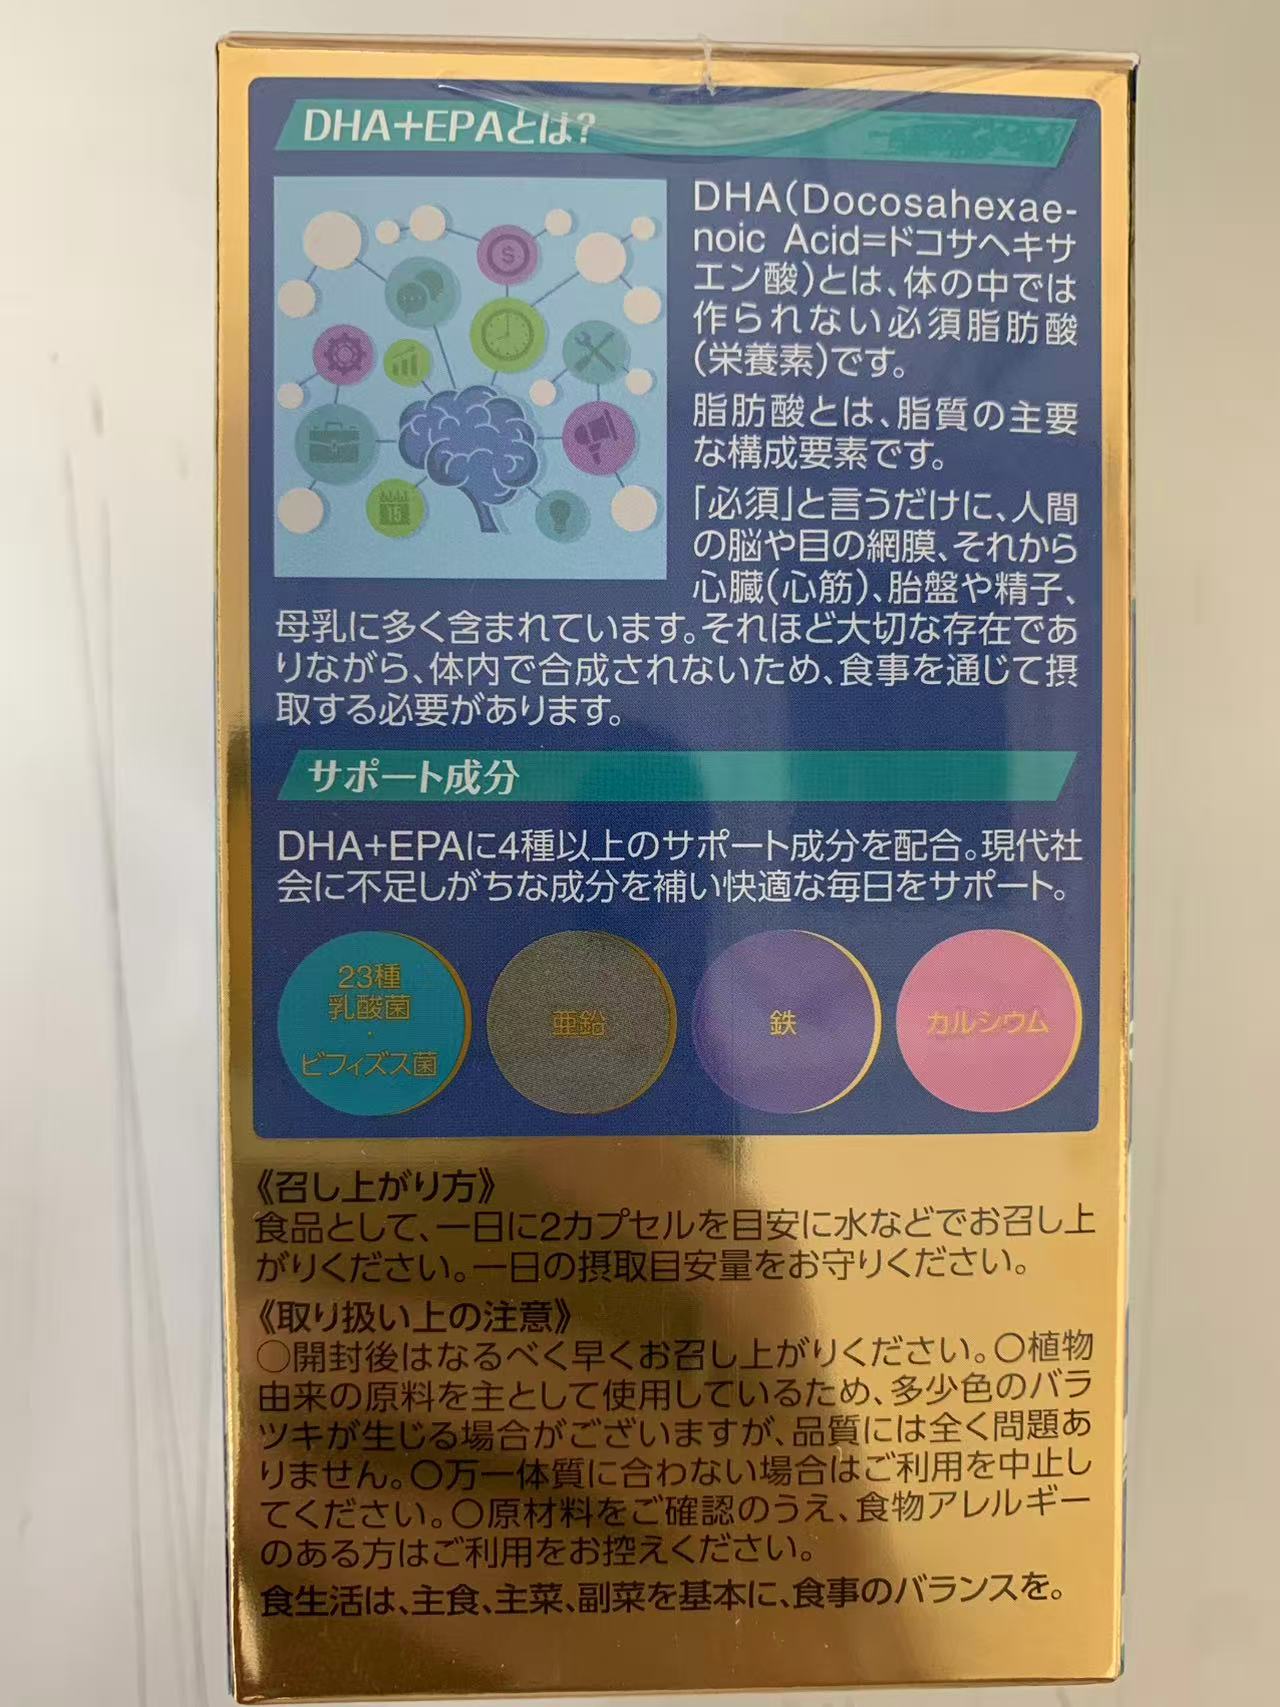 DHA+EPAとは?
$
15
DHA(Docosahexae-
noic Acid=ドコサヘキサ
エン酸)とは、体の中では
作られない必須脂肪酸
(栄養素)です。
脂肪酸とは、脂質の主要
な構成要素です。
「必須」と言うだけに、人間
の脳や目の網膜、それから
心臓(心筋)、胎盤や精子、
母乳に多く含まれています。それほど大切な存在であ
りながら、体内で合成されないため、食事を通じて摂
取する必要があります。
サポート成分
DHA+EPAに4種以上のサポート成分を配合。現代社
会に不足しがちな成分を補い快適な毎日をサポート。
23種
乳酸菌
・
ビフィズス菌
亜鉛
鉄
カルシウム
《召し上がり方》
食品として、一日に2カプセルを目安に水などでお召し上
がりください。一日の摂取目安量をお守りください。
《取り扱い上の注意》
○開封後はなるべく早くお召し上がりください。○植物
由来の原料を主として使用しているため、多少色のバラ
ツキが生じる場合がございますが、品質には全く問題あ
りません。○万一体質に合わない場合はご利用を中止し
てください。○原材料をご確認のうえ、食物アレルギー
のある方はご利用をお控えください。
食生活は、主食、主菜、副菜を基本に、食事のバランスを。